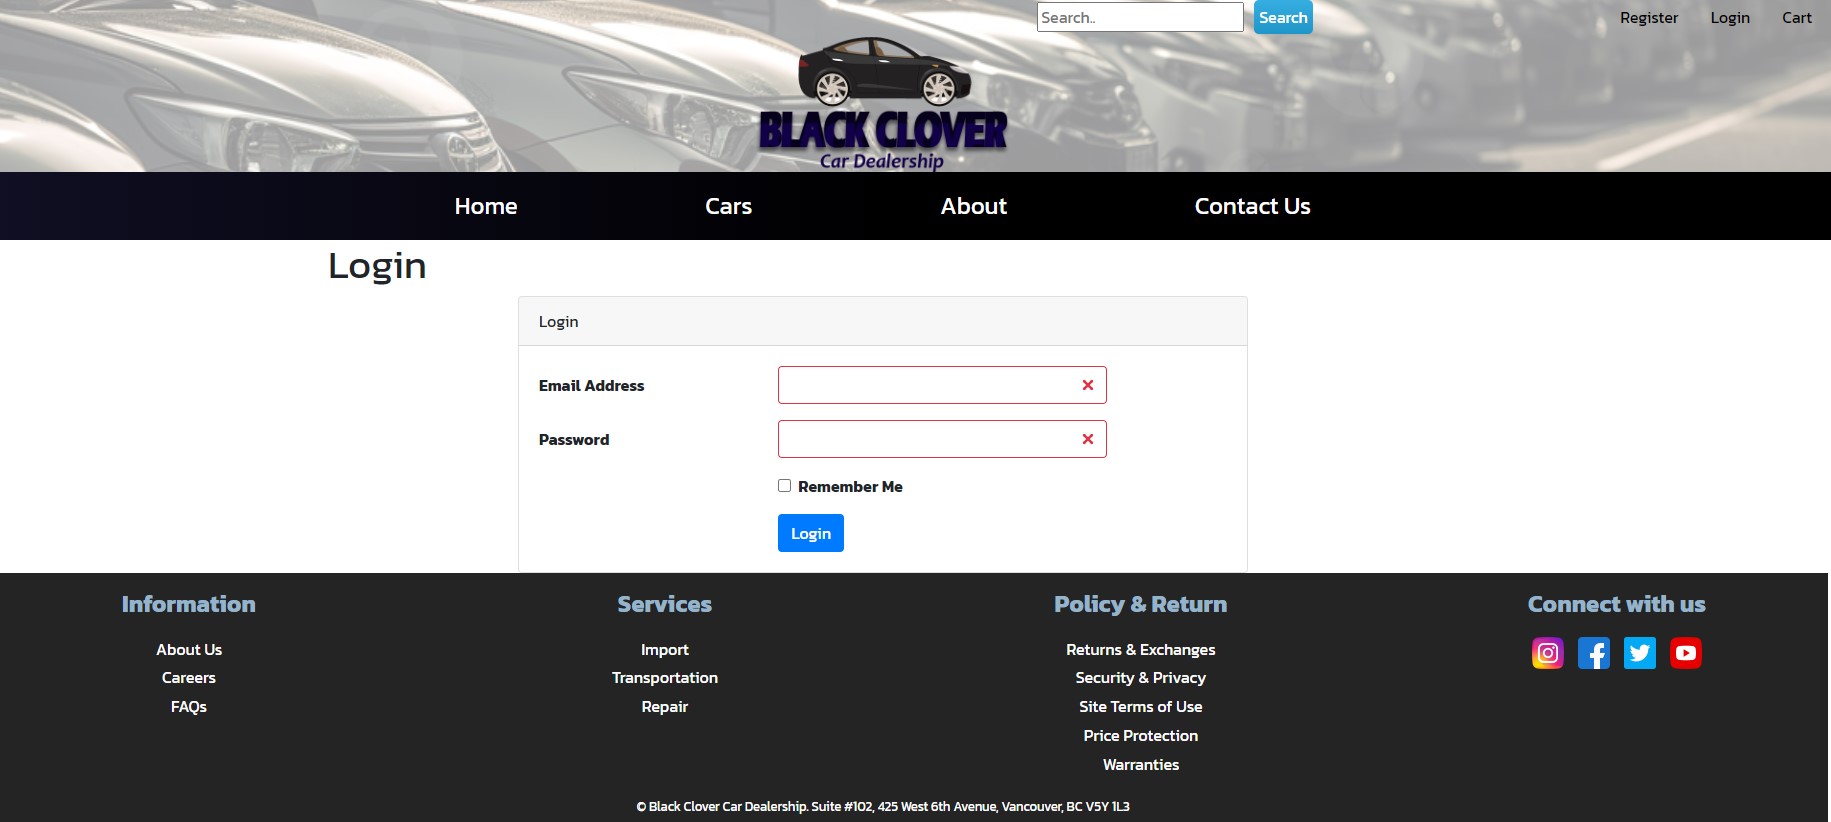 Search..
Search
Register
Login
Cart
BLACK CLOVER
Car Dealership
Home
Cars
About
Contact Us
Login
Login
Email Address
Password
Remember Me
Login
Information
About Us
Careers
FAQs
Services
Import
Transportation
Repair
Policy & Return
Returns & Exchanges
Security & Privacy
Site Terms of Use
Price Protection
Warranties
Connect with us
© Black Clover Car Dealership. Suite #102, 425 West 6th Avenue, Vancouver, BC V5Y 1L3